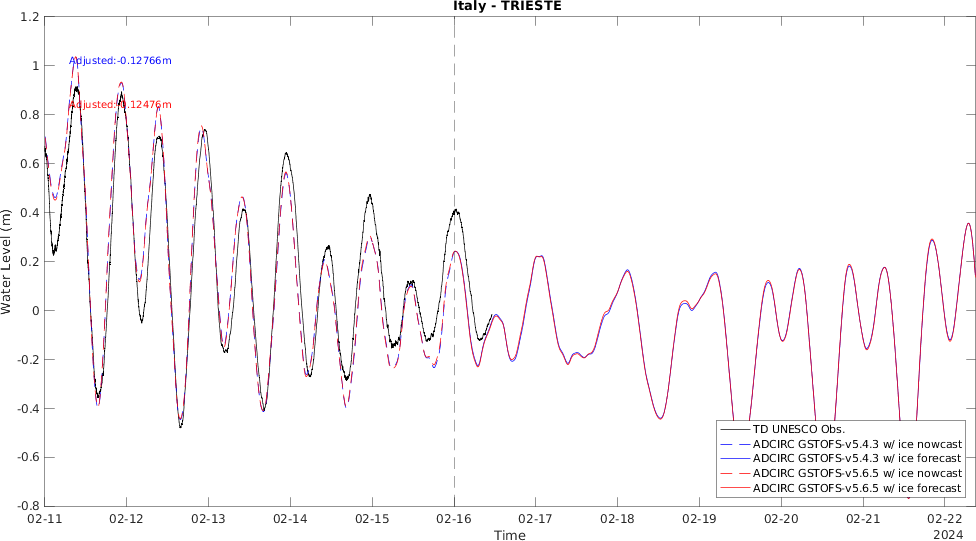 Italy - TRIESTE
1.2
1
0.8
0.6
0.4
0.2
0
-0.2
-0.4
-0.6
-0.8
Water Level (m)
Adjusted:-0.12766m
Adjusted:-0.12476m
TD UNESCO Obs.
ADCIRC GSTOFS-v5.4.3 w/ ice nowcast
ADCIRC GSTOFS-v5.4.3 w/ ice forecast
ADCIRC GSTOFS-v5.6.5 w/ ice nowcast
ADCIRC GSTOFS-v5.6.5 w/ ice forecast
02-11 02-12 02-13 02-14 02-15 02-16 02-17 02-18 02-19 02-20 02-21 02-22
2024
Time